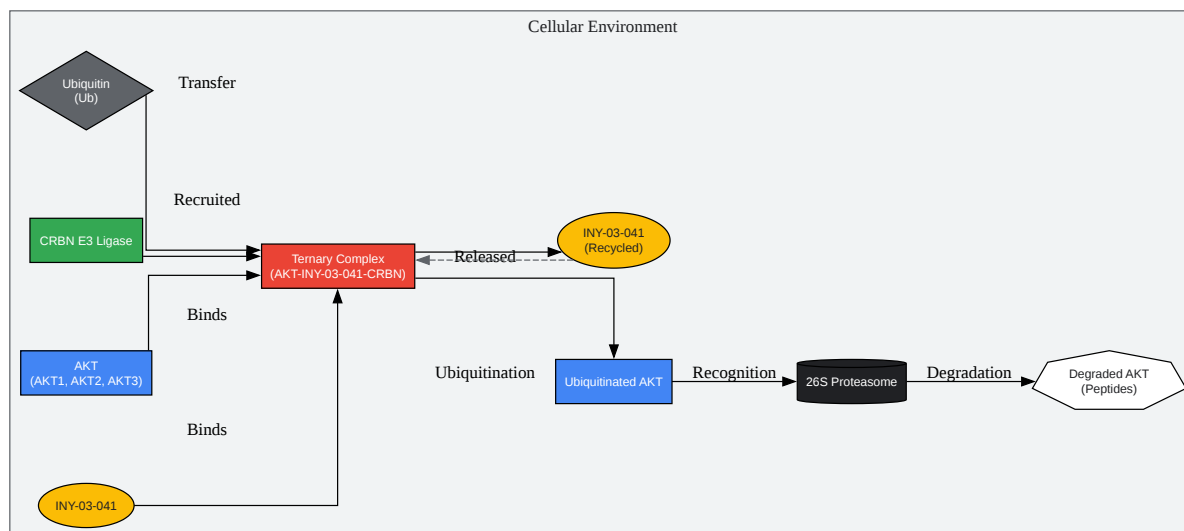 Cellular Environment
Ubiquitin
(Ub)
Transfer
Recruited
CRBN E3 Ligase
Ternary Complex
(AKT-INY-03-041-CRBN)
Released
INY-03-041
(Recycled)
Binds
AKT
(AKT1, AKT2, AKT3)
Ubiquitination
Ubiquitinated AKT
Recognition
26S Proteasome
Degradation
Degraded AKT
(Peptides)
Binds
INY-03-041